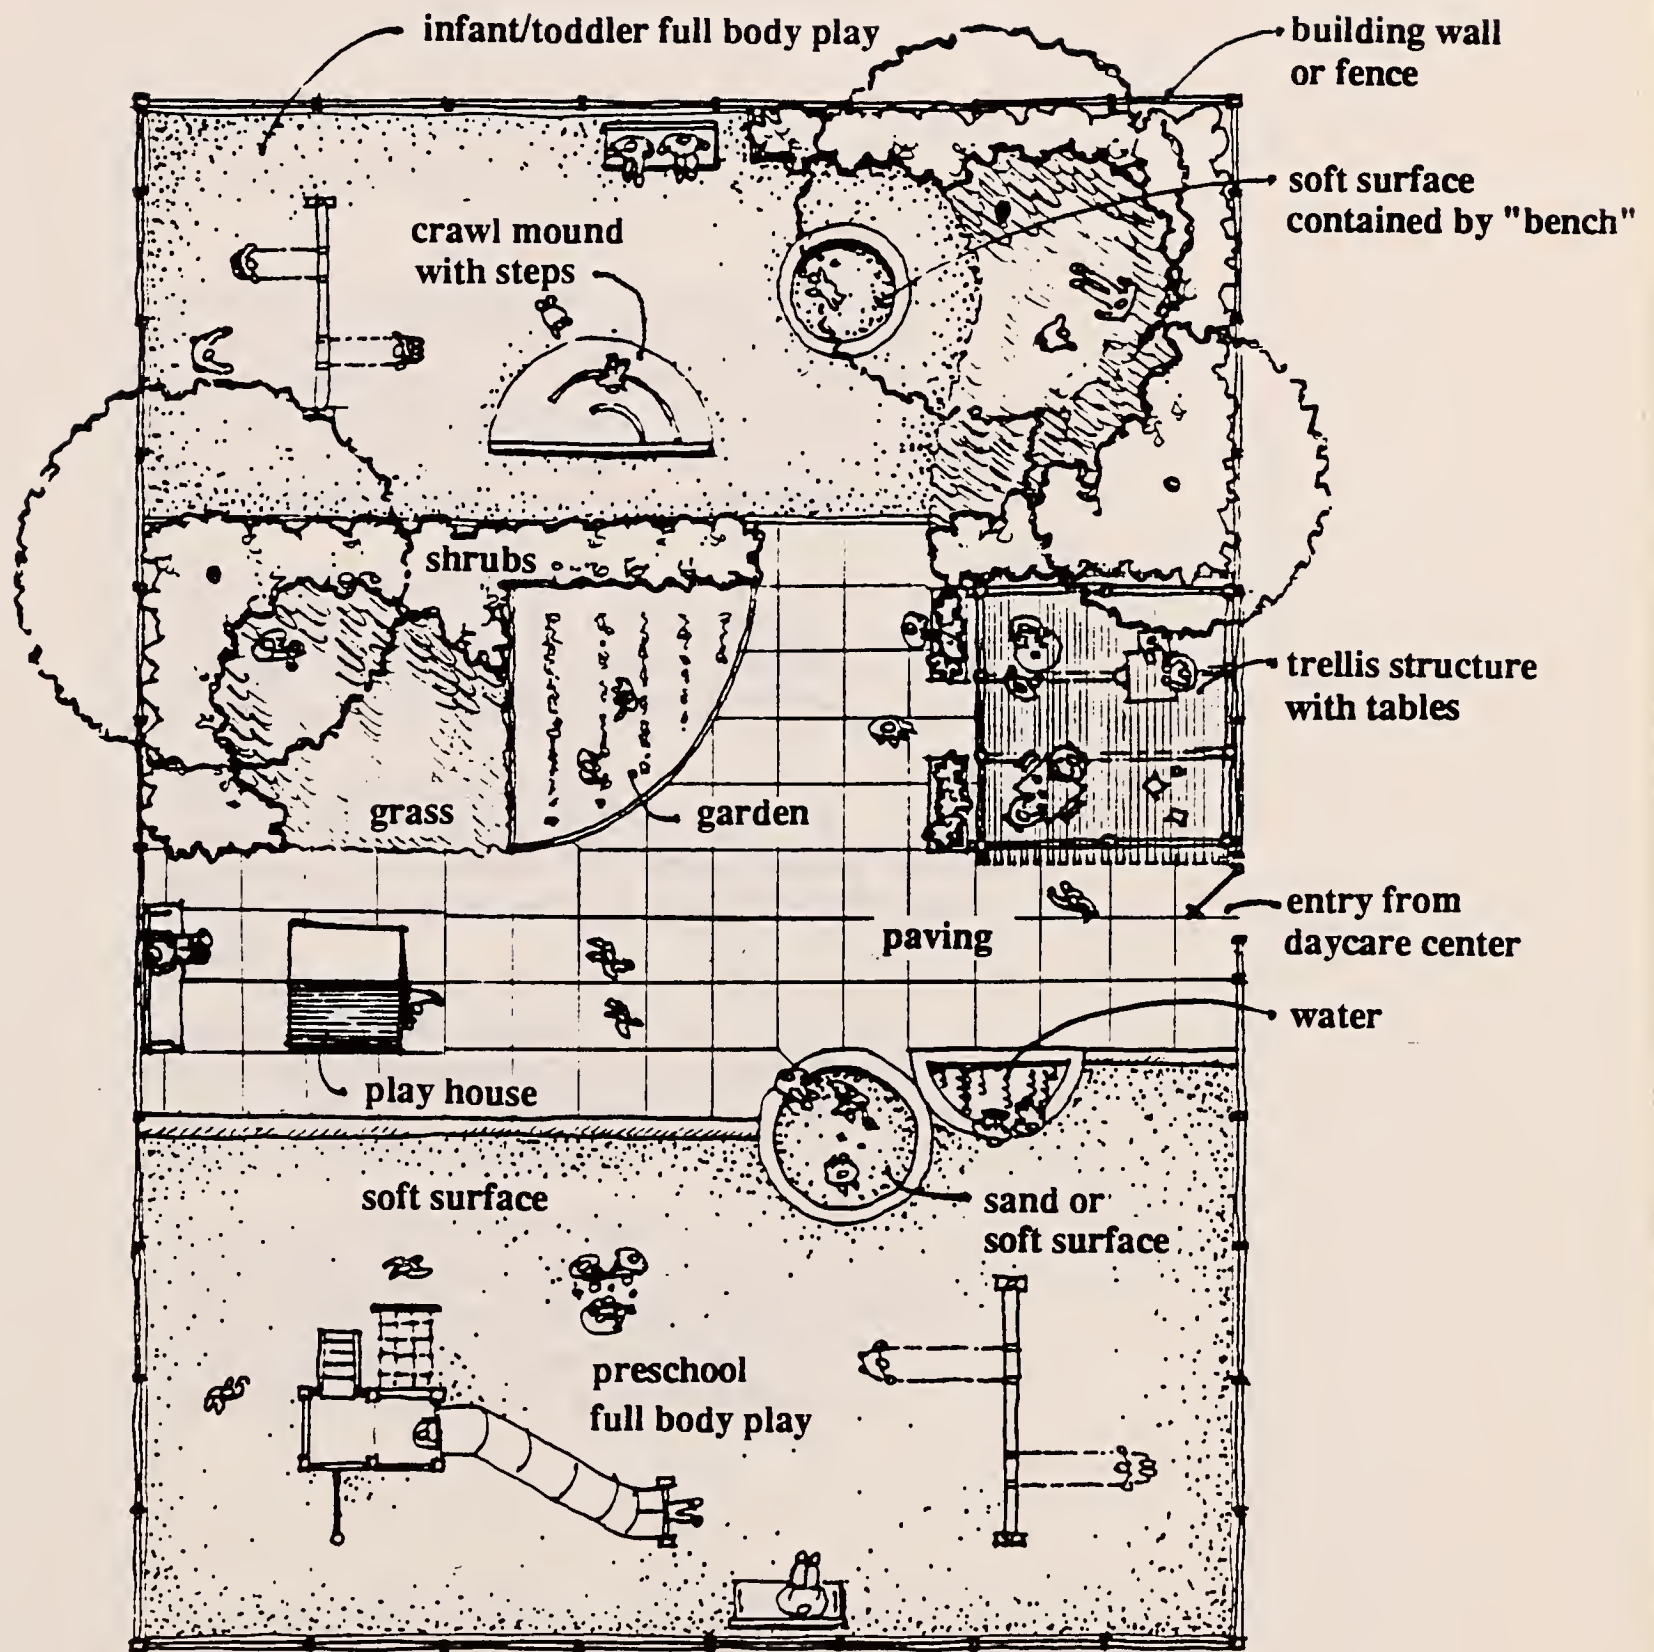 infant/toddler full body play
building wall
or fence
soft surface
contained by "bench"
crawl mound
with steps
shrubs
trellis structure
with tables
grass
garden
entry from
daycare center
paving
water
play house
soft surface
sand or
soft surface
preschool
full body play